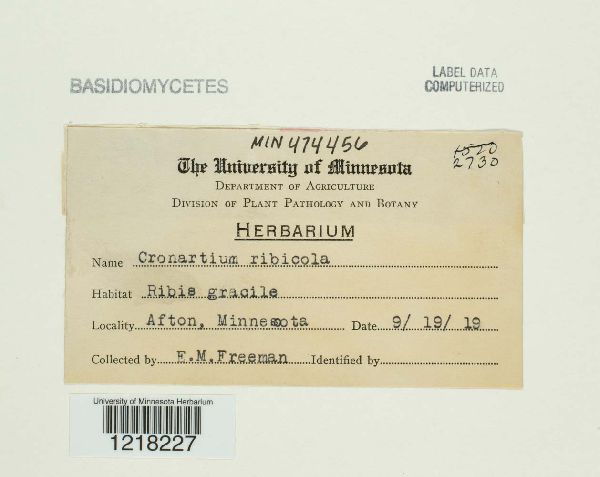 BASIDIOMYCETES
LABEL DATA
COMPUTERIZED
MIN 474456
1520
2730
The University of Minnesota
DEPARTMENT OF AGRICULTURE
DIVISION OF PLANT PATHOLOGY AND BOTANY
HERBARIUM
Name Cronartium ribicola
Habitat Ribis gracile
Locality Afton, Minnesota Date 9/ 19/ 19
Collected by E.M.Freeman Identified by
University of Minnesota Herbarium
1218227